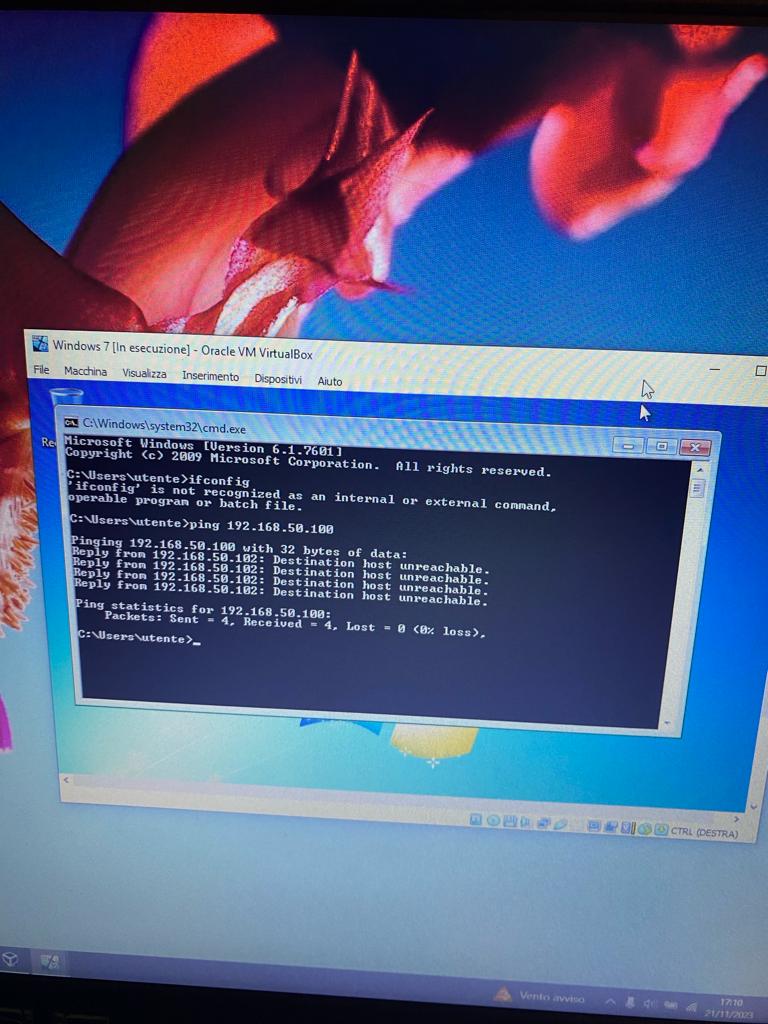 Windows 7 [In esecuzione] - Oracle VM VirtualBox
File Macchina Visualizza Inserimento Dispositivi Aiuto
Re
C:\Windows\system32\cmd.exe
Microsoft Windows [Version 6.1.7601]
Copyright (c) 2009 Microsoft Corporation. All rights reserved.
C:\Users\utente>ifconfig
'ifconfig' is not recognized as an internal or external command,
operable program or batch file.
C:\Users\utente>ping 192.168.50.100
Pinging 192.168.50.100 with 32 bytes of data:
Reply from 192.168.50.102: Destination host unreachable.
Reply from 192.168.50.102: Destination host unreachable.
Reply from 192.168.50.102: Destination host unreachable.
Reply from 192.168.50.102: Destination host unreachable.
Ping statistics for 192.168.50.100:
Packets: Sent = 4, Received = 4, Lost = 0 (0% loss),
C:\Users\utente>_
CTRL (DESTRA)
Vento avviso
17:10
21/11/2023